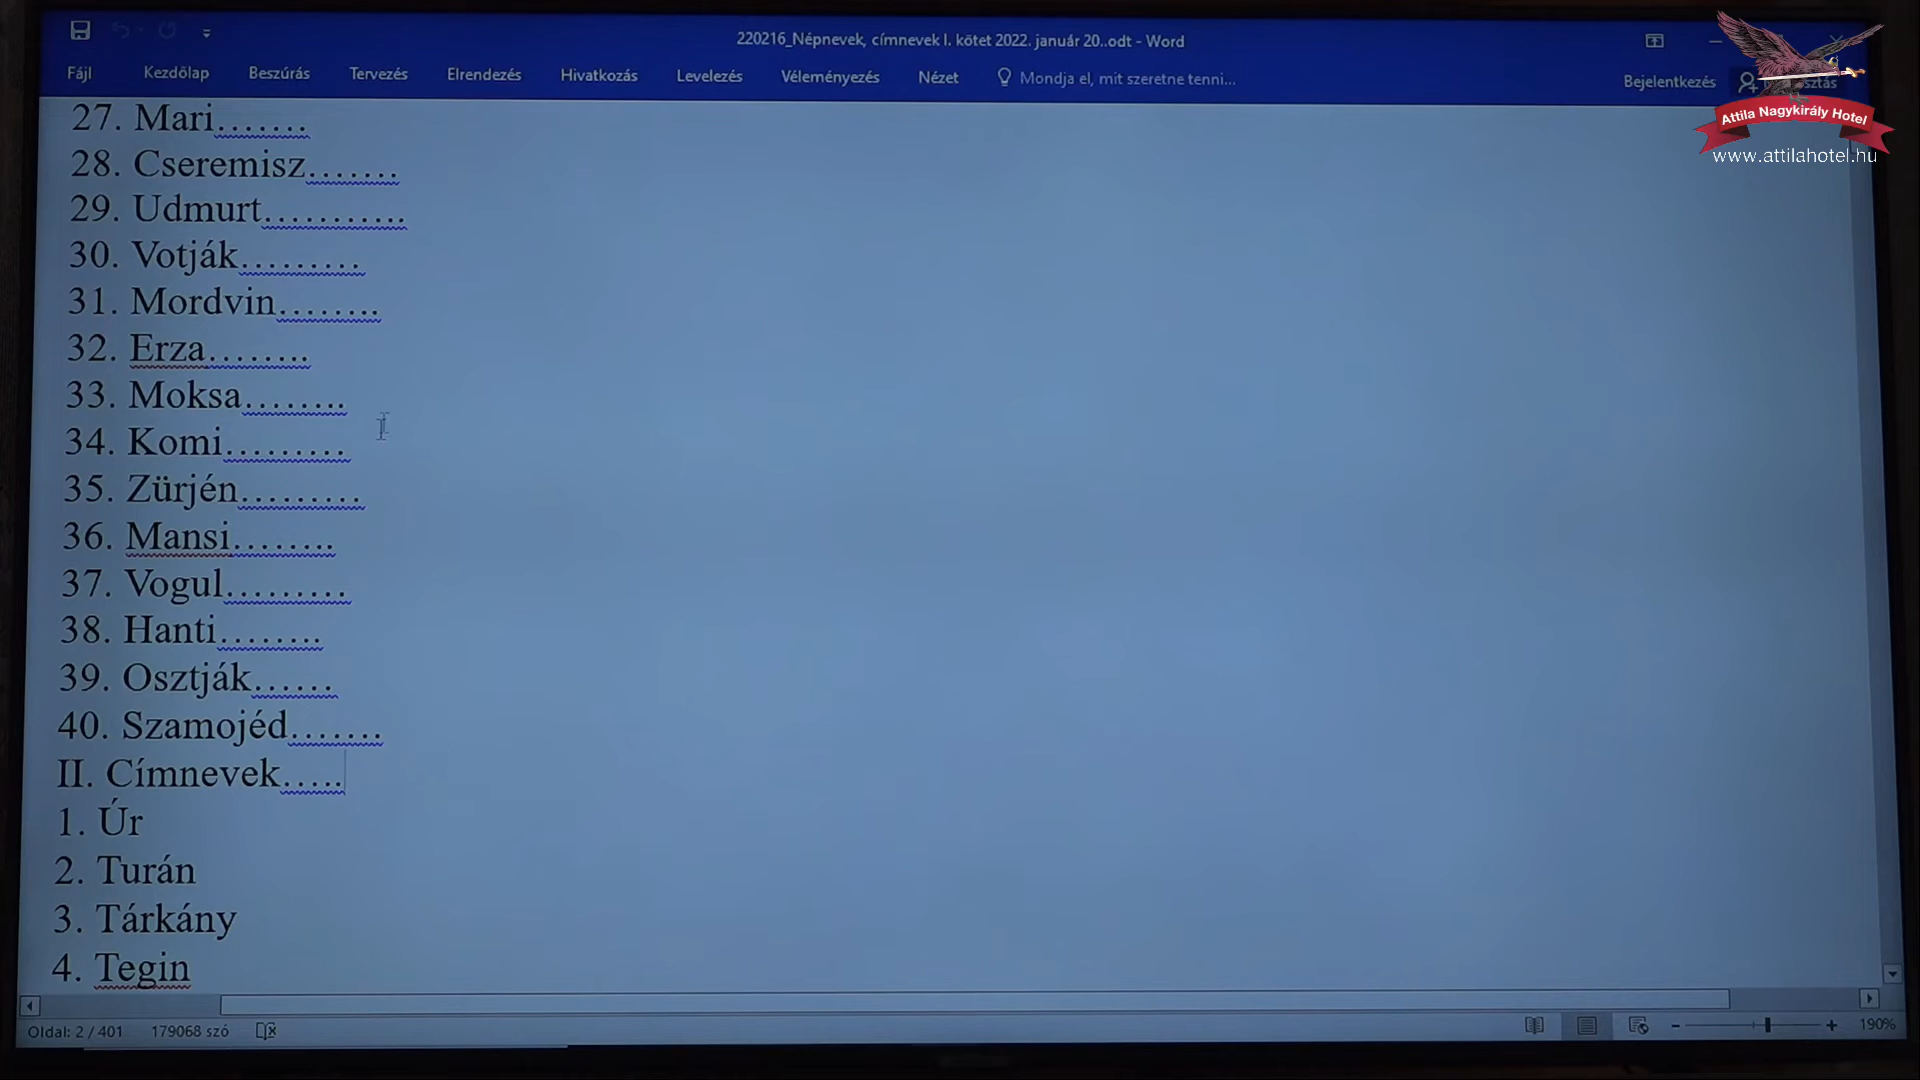 220216_Népnevek, címnevek I. kötet 2022. január 20..odt - Word
Fájl Kezdőlap Beszúrás Tervezés Elrendezés Hivatkozás Levelezés Véleményezés Nézet Mondja el, mit szeretne tenni... Bejelentkezés
Attila Nagykirály Hotel
www.attilahotel.hu
27. Mari…….
28. Cseremisz…….
29. Udmurt………..
30. Votják………
31. Mordvin……..
32. Erza……..
33. Moksa……..
34. Komi………
35. Zürjén………
36. Mansi……..
37. Vogul………
38. Hanti……..
39. Osztják……
40. Szamojéd…….
II. Címnevek…..
1. Úr
2. Turán
3. Tárkány
4. Tegin
Oldal: 2 / 401 179068 szó 190%